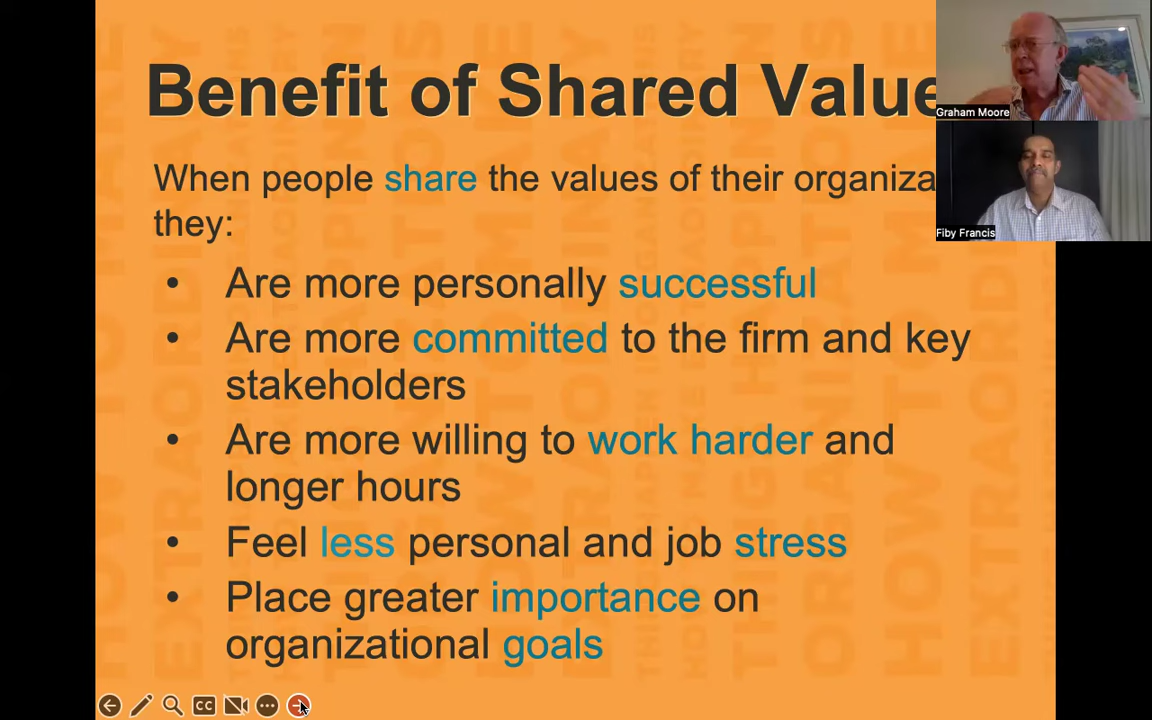 Benefit of Shared Value
When people share the values of their organiza
they:
• Are more personally successful
• Are more committed to the firm and key
stakeholders
• Are more willing to work harder and
longer hours
• Feel less personal and job stress
• Place greater importance on
organizational goals
Graham Moore
Fiby Francis
CC